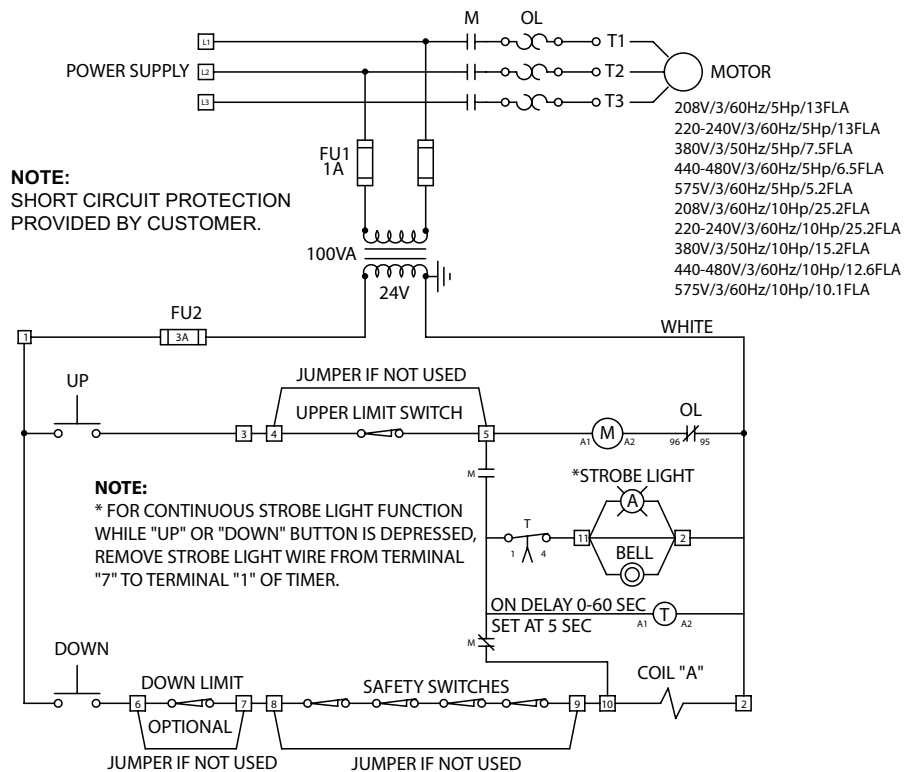 M OL
L1 T1
POWER SUPPLY L2 T2 MOTOR
L3 T3
208V/3/60Hz/5Hp/13FLA
220-240V/3/60Hz/5Hp/13FLA
380V/3/50Hz/5Hp/7.5FLA
440-480V/3/60Hz/5Hp/6.5FLA
575V/3/60Hz/5Hp/5.2FLA
208V/3/60Hz/10Hp/25.2FLA
220-240V/3/60Hz/10Hp/25.2FLA
380V/3/50Hz/10Hp/15.2FLA
440-480V/3/60Hz/10Hp/12.6FLA
575V/3/60Hz/10Hp/10.1FLA
FU1
1A
NOTE:
SHORT CIRCUIT PROTECTION
PROVIDED BY CUSTOMER.
100VA
24V
FU2
1 3A WHITE
JUMPER IF NOT USED
UP UPPER LIMIT SWITCH OL
3 4 5 A1 M A2 96 95
M
NOTE:
* FOR CONTINUOUS STROBE LIGHT FUNCTION
WHILE "UP" OR "DOWN" BUTTON IS DEPRESSED,
REMOVE STROBE LIGHT WIRE FROM TERMINAL
"7" TO TERMINAL "1" OF TIMER.
*STROBE LIGHT
A
T
1 4 11 2
BELL
ON DELAY 0-60 SEC
SET AT 5 SEC
A1 T A2
M
DOWN
DOWN LIMIT SAFETY SWITCHES COIL "A"
6 7 8 9 10 2
OPTIONAL
JUMPER IF NOT USED JUMPER IF NOT USED